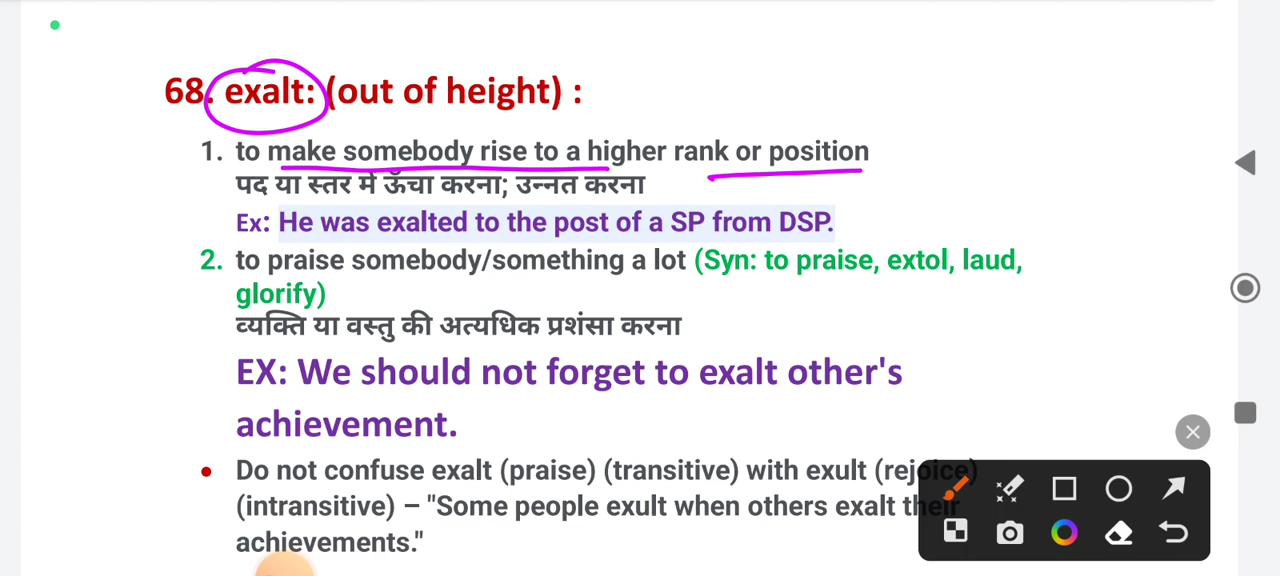 68. exalt: (out of height) :
1. to make somebody rise to a higher rank or position
पद या स्तर में ऊँचा करना; उन्नत करना
Ex: He was exalted to the post of a SP from DSP.
2. to praise somebody/something a lot (Syn: to praise, extol, laud,
glorify)
व्यक्ति या वस्तु की अत्यधिक प्रशंसा करना
EX: We should not forget to exalt other's
achievement.
• Do not confuse exalt (praise) (transitive) with exult (rejoice)
(intransitive) – "Some people exult when others exalt their
achievements."